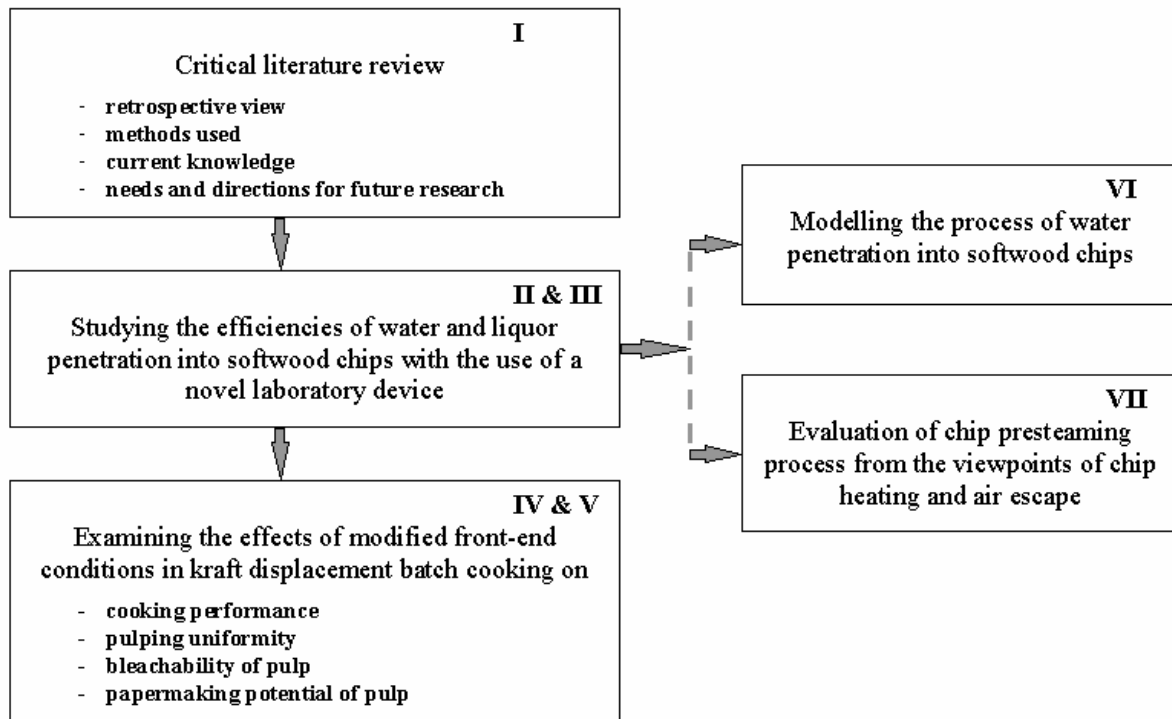 I
Critical literature review
- retrospective view
- methods used
- current knowledge
- needs and directions for future research
II & III
Studying the efficiencies of water and liquor
penetration into softwood chips with the use of a
novel laboratory device
IV & V
Examining the effects of modified front-end
conditions in kraft displacement batch cooking on
- cooking performance
- pulping uniformity
- bleachability of pulp
- papermaking potential of pulp
VI
Modelling the process of water
penetration into softwood chips
VII
Evaluation of chip presteaming
process from the viewpoints of chip
heating and air escape